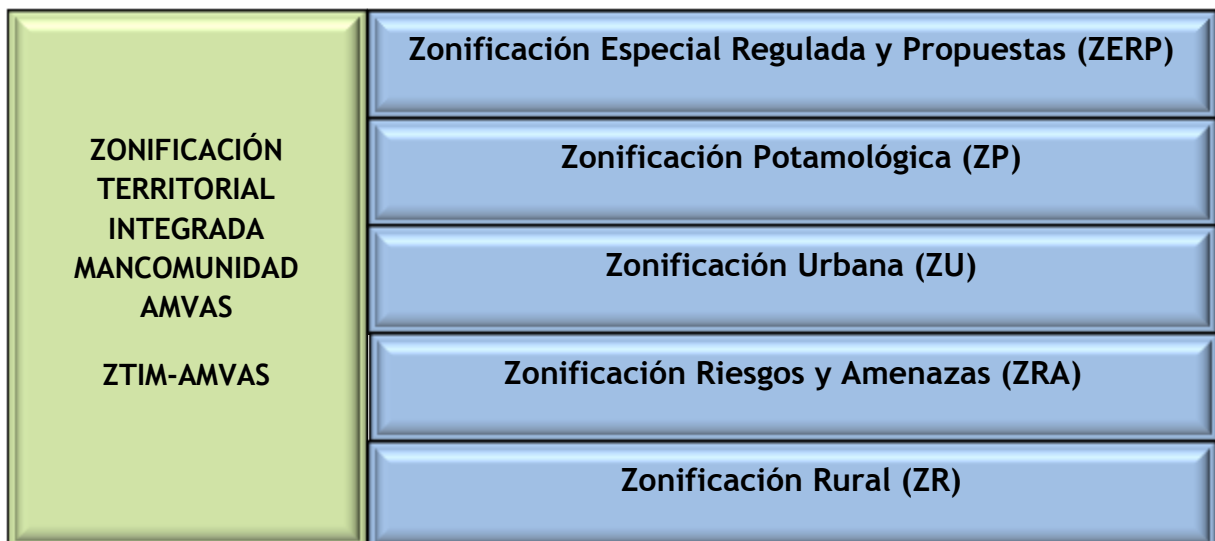 ZONIFICACIÓN
TERRITORIAL
INTEGRADA
MANCOMUNIDAD
AMVAS
ZTIM-AMVAS
Zonificación Especial Regulada y Propuestas (ZERP)
Zonificación Potamológica (ZP)
Zonificación Urbana (ZU)
Zonificación Riesgos y Amenazas (ZRA)
Zonificación Rural (ZR)